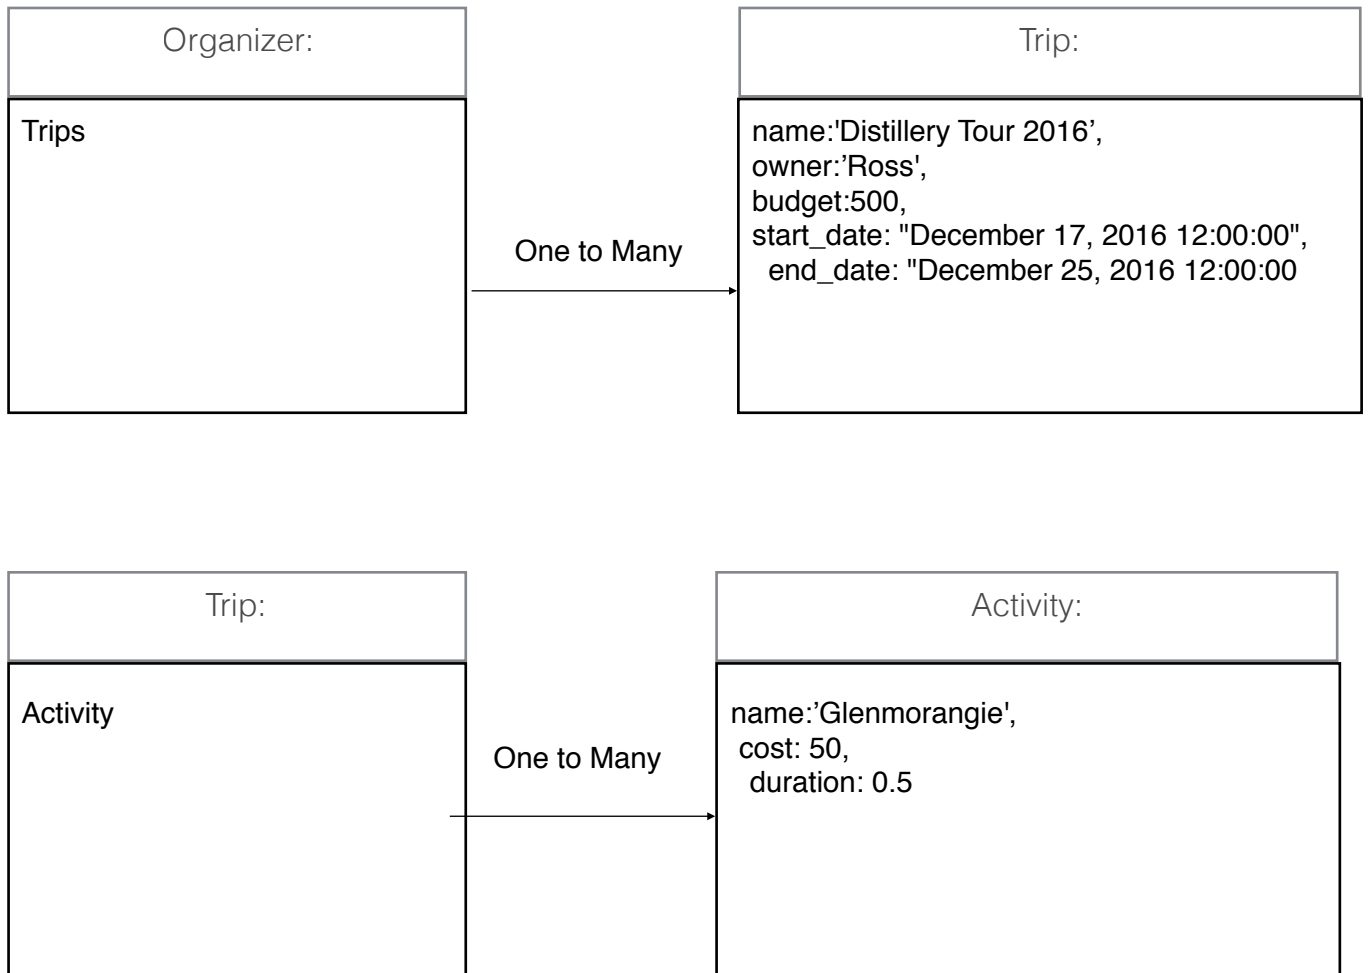 Organizer:
Trip:
Trips
name:'Distillery Tour 2016’,
owner:’Ross',
budget:500,
start_date: "December 17, 2016 12:00:00",
end_date: "December 25, 2016 12:00:00
One to Many
Trip:
Activity:
Activity
name:’Glenmorangie',
cost: 50,
duration: 0.5
One to Many